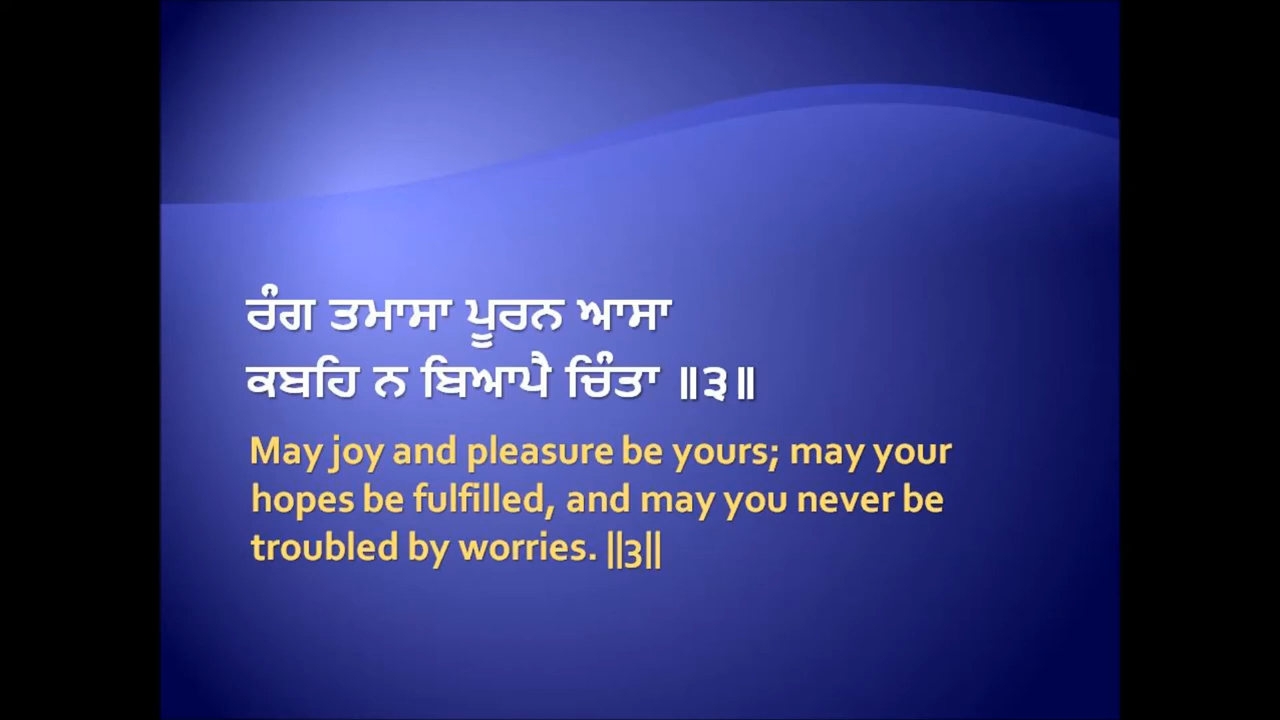 ਰੰਗ ਤਮਾਸਾ ਪੂਰਨ ਆਸਾ
ਕਬਹਿ ਨ ਬਿਆਪੈ ਚਿੰਤਾ ॥੩॥
May joy and pleasure be yours; may your
hopes be fulfilled, and may you never be
troubled by worries. ||3||